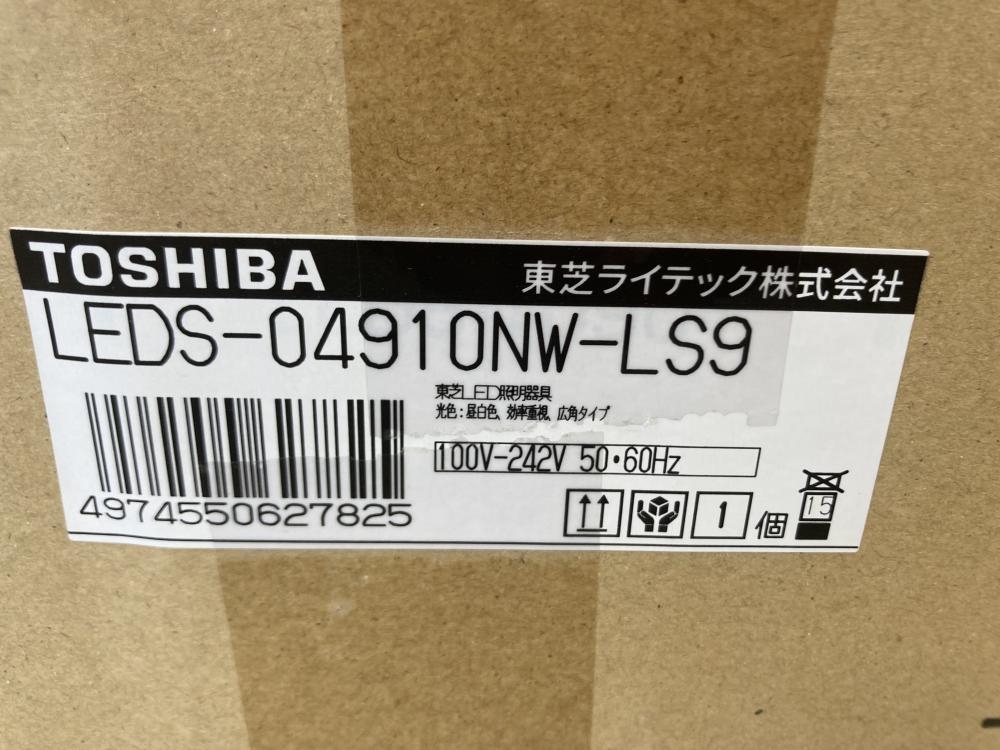 TOSHIBA 東芝ライテック株式会社
LEDS-04910NW-LS9
東芝LED照明器具
光色:昼白色、効率重視、広角タイプ
100V-242V 50・60Hz
4974550627825
1 個
15